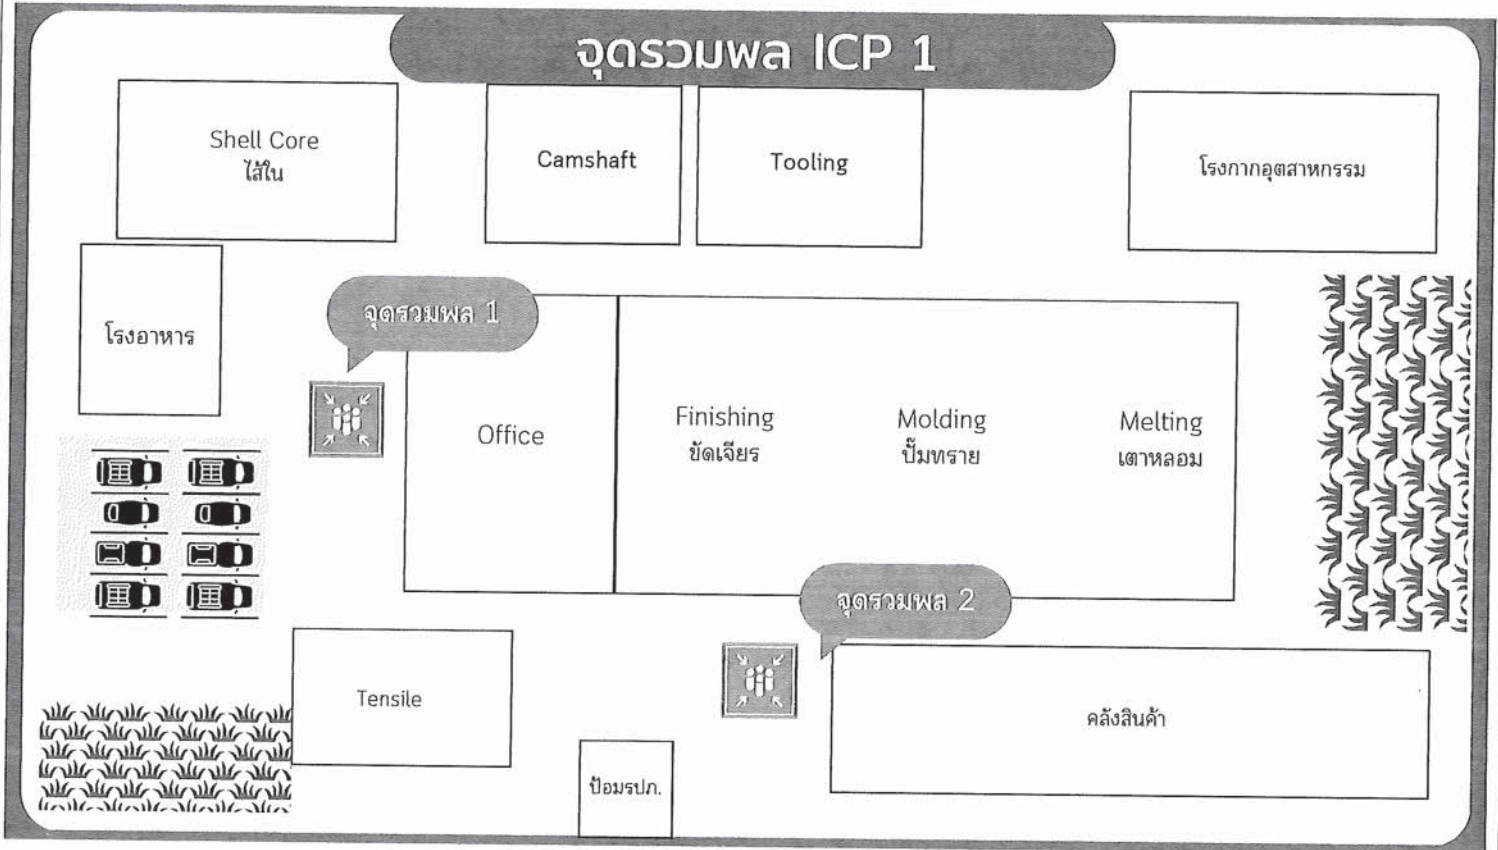 จุดรวมพล ICP 1
Shell Core
ไส้ใน
Camshaft
Tooling
โรงกากอุตสาหกรรม
โรงอาหาร
จุดรวมพล 1
Office
Finishing
ขัดเจียร
Molding
ปั๊มทราย
Melting
เตาหลอม
จุดรวมพล 2
Tensile
คลังสินค้า
ป้อมรปภ.